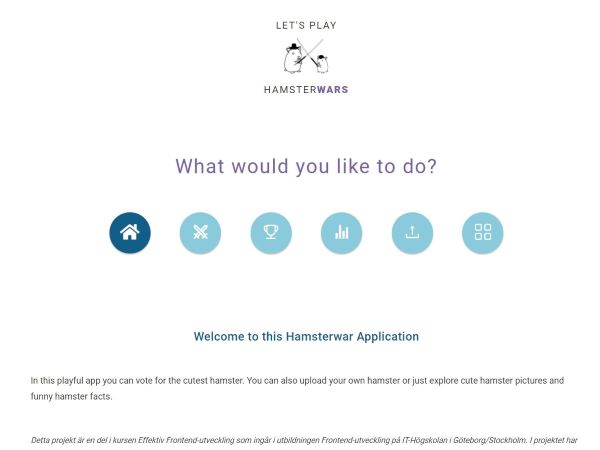 LET'S PLAY
HAMSTERWARS
What would you like to do?
Welcome to this Hamsterwar Application
In this playful app you can vote for the cutest hamster. You can also upload your own hamster or just explore cute hamster pictures and
funny hamster facts.
Detta projekt är en del i kursen Effektiv Frontend-utveckling som ingår i utbildningen Frontend-utveckling på IT-Högskolan i Göteborg/Stockholm. I projektet har